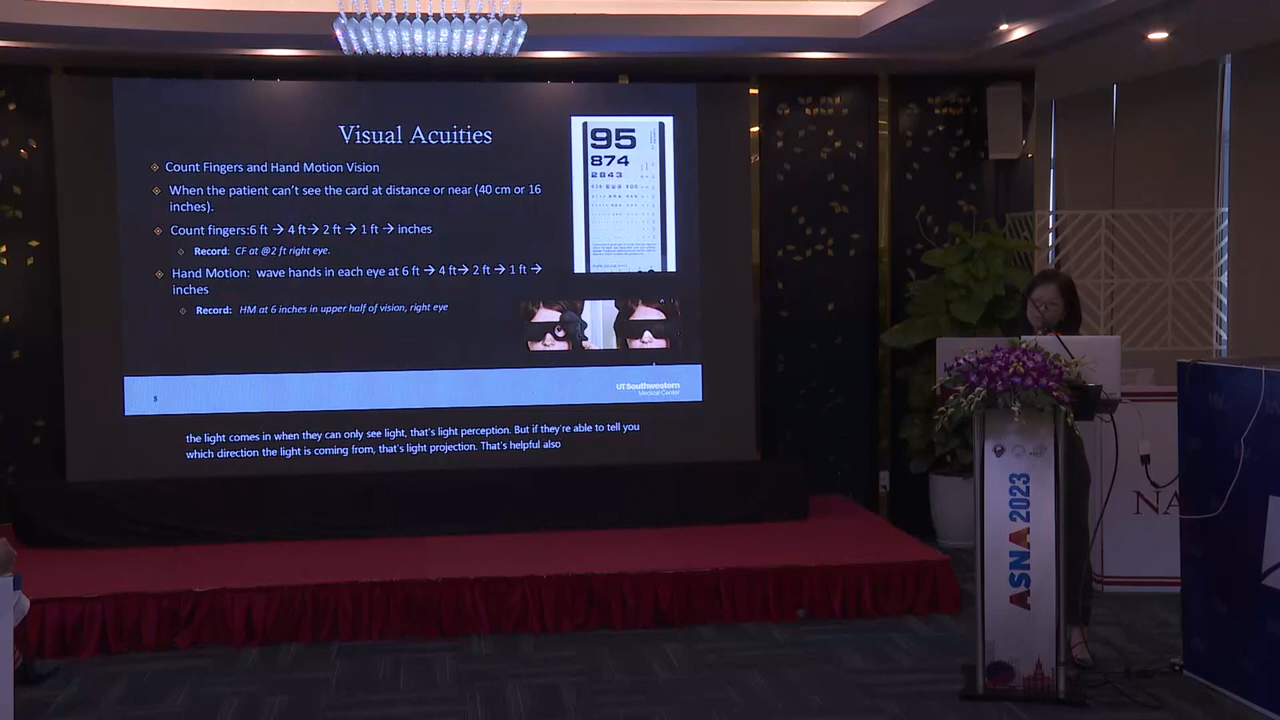 Visual Acuities
Count Fingers and Hand Motion Vision
When the patient can't see the card at distance or near (40 cm or 16
inches).
Count fingers:6 ft → 4 ft→ 2 ft → 1 ft → inches
Record: CF at @2 ft right eye.
Hand Motion: wave hands in each eye at 6 ft → 4 ft→ 2 ft → 1 ft →
inches
Record: HM at 6 inches in upper half of vision, right eye
95
874
2843
8
UTSouthwestern
Medical Center
the light comes in when they can only see light, that's light perception. But if they're able to tell you
which direction the light is coming from, that's light projection. That's helpful also
ASNA 2023
NA